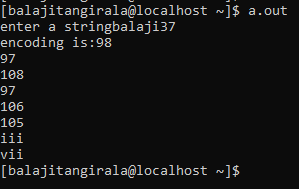 [balajitangirala@localhost ~]$ a.out
enter a stringbalaji37
encoding is:98
97
108
97
106
105
iii
vii
[balajitangirala@localhost ~]$